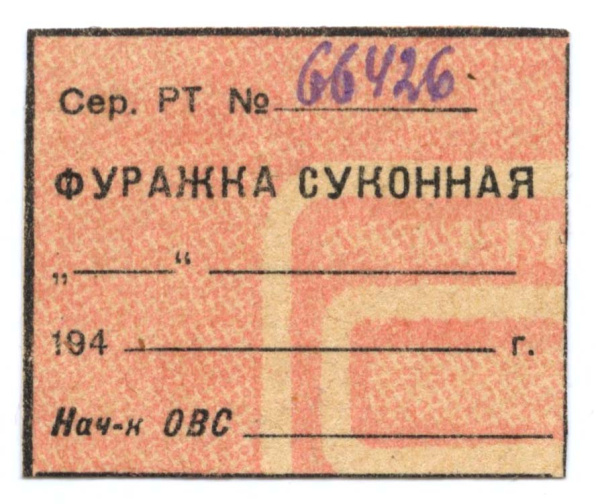 Сер. РТ № 66426
ФУРАЖКА СУКОННАЯ
„ “
194 г.
Нач-к ОВС